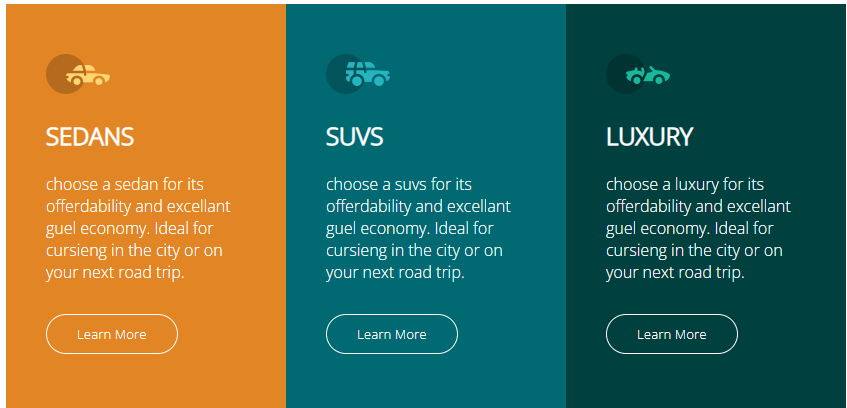 SEDANS
choose a sedan for its
offerdability and excellant
guel economy. Ideal for
cursieng in the city or on
your next road trip.
Learn More
SUVS
choose a suvs for its
offerdability and excellant
guel economy. Ideal for
cursieng in the city or on
your next road trip.
Learn More
LUXURY
choose a luxury for its
offerdability and excellant
guel economy. Ideal for
cursieng in the city or on
your next road trip.
Learn More